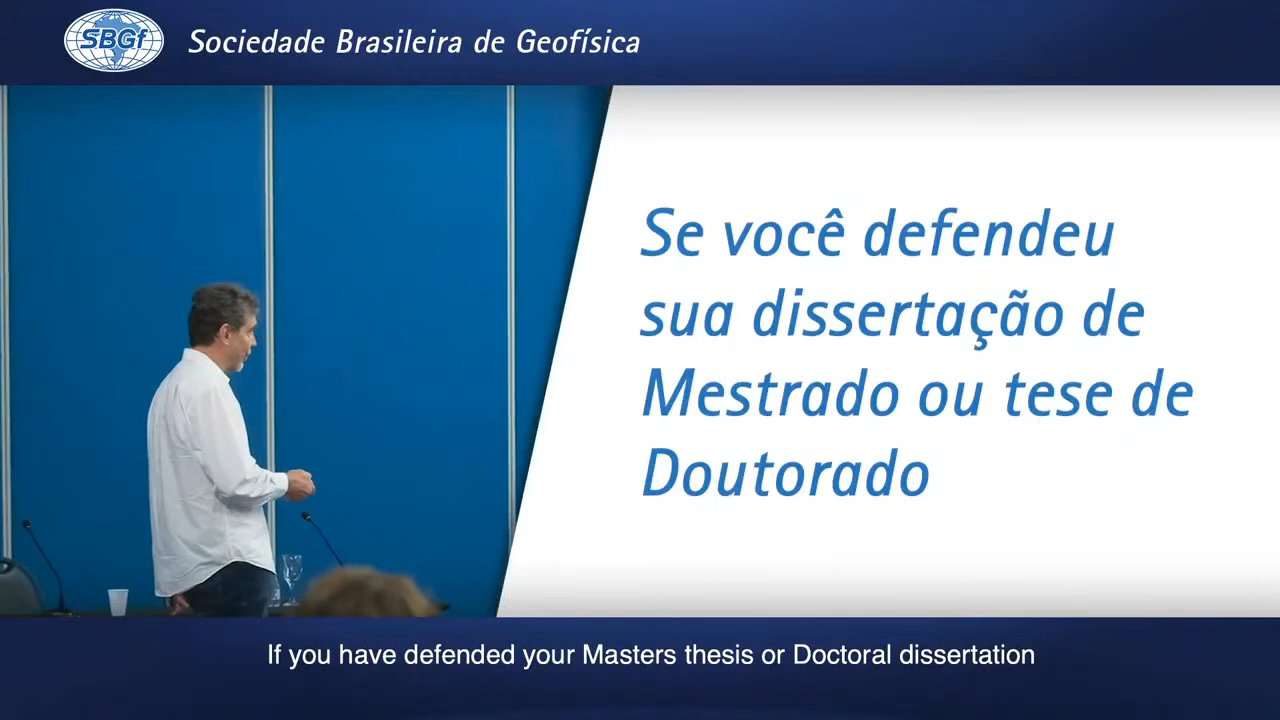 SBGf
Sociedade Brasileira de Geofísica
Se você defendeu
sua dissertação de
Mestrado ou tese de
Doutorado
If you have defended your Masters thesis or Doctoral dissertation